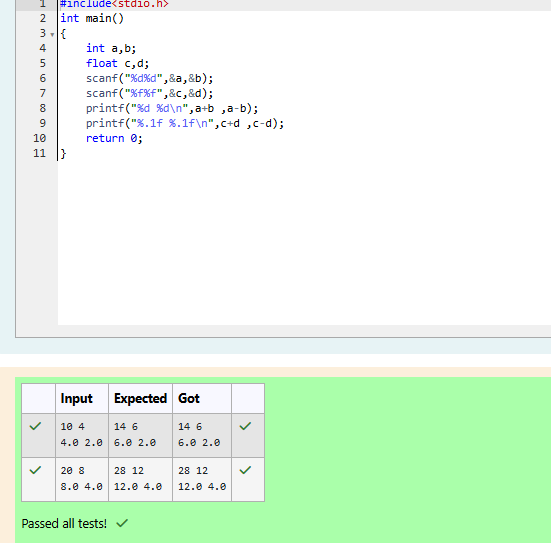 1 #include<stdio.h>
2 int main()
3 {
4     int a,b;
5     float c,d;
6     scanf("%d%d",&a,&b);
7     scanf("%f%f",&c,&d);
8     printf("%d %d\n",a+b ,a-b);
9     printf("%.1f %.1f\n",c+d ,c-d);
10     return 0;
11 }
Input Expected Got
10 4 14 6 14 6
4.0 2.0 6.0 2.0 6.0 2.0
20 8 28 12 28 12
8.0 4.0 12.0 4.0 12.0 4.0
Passed all tests!